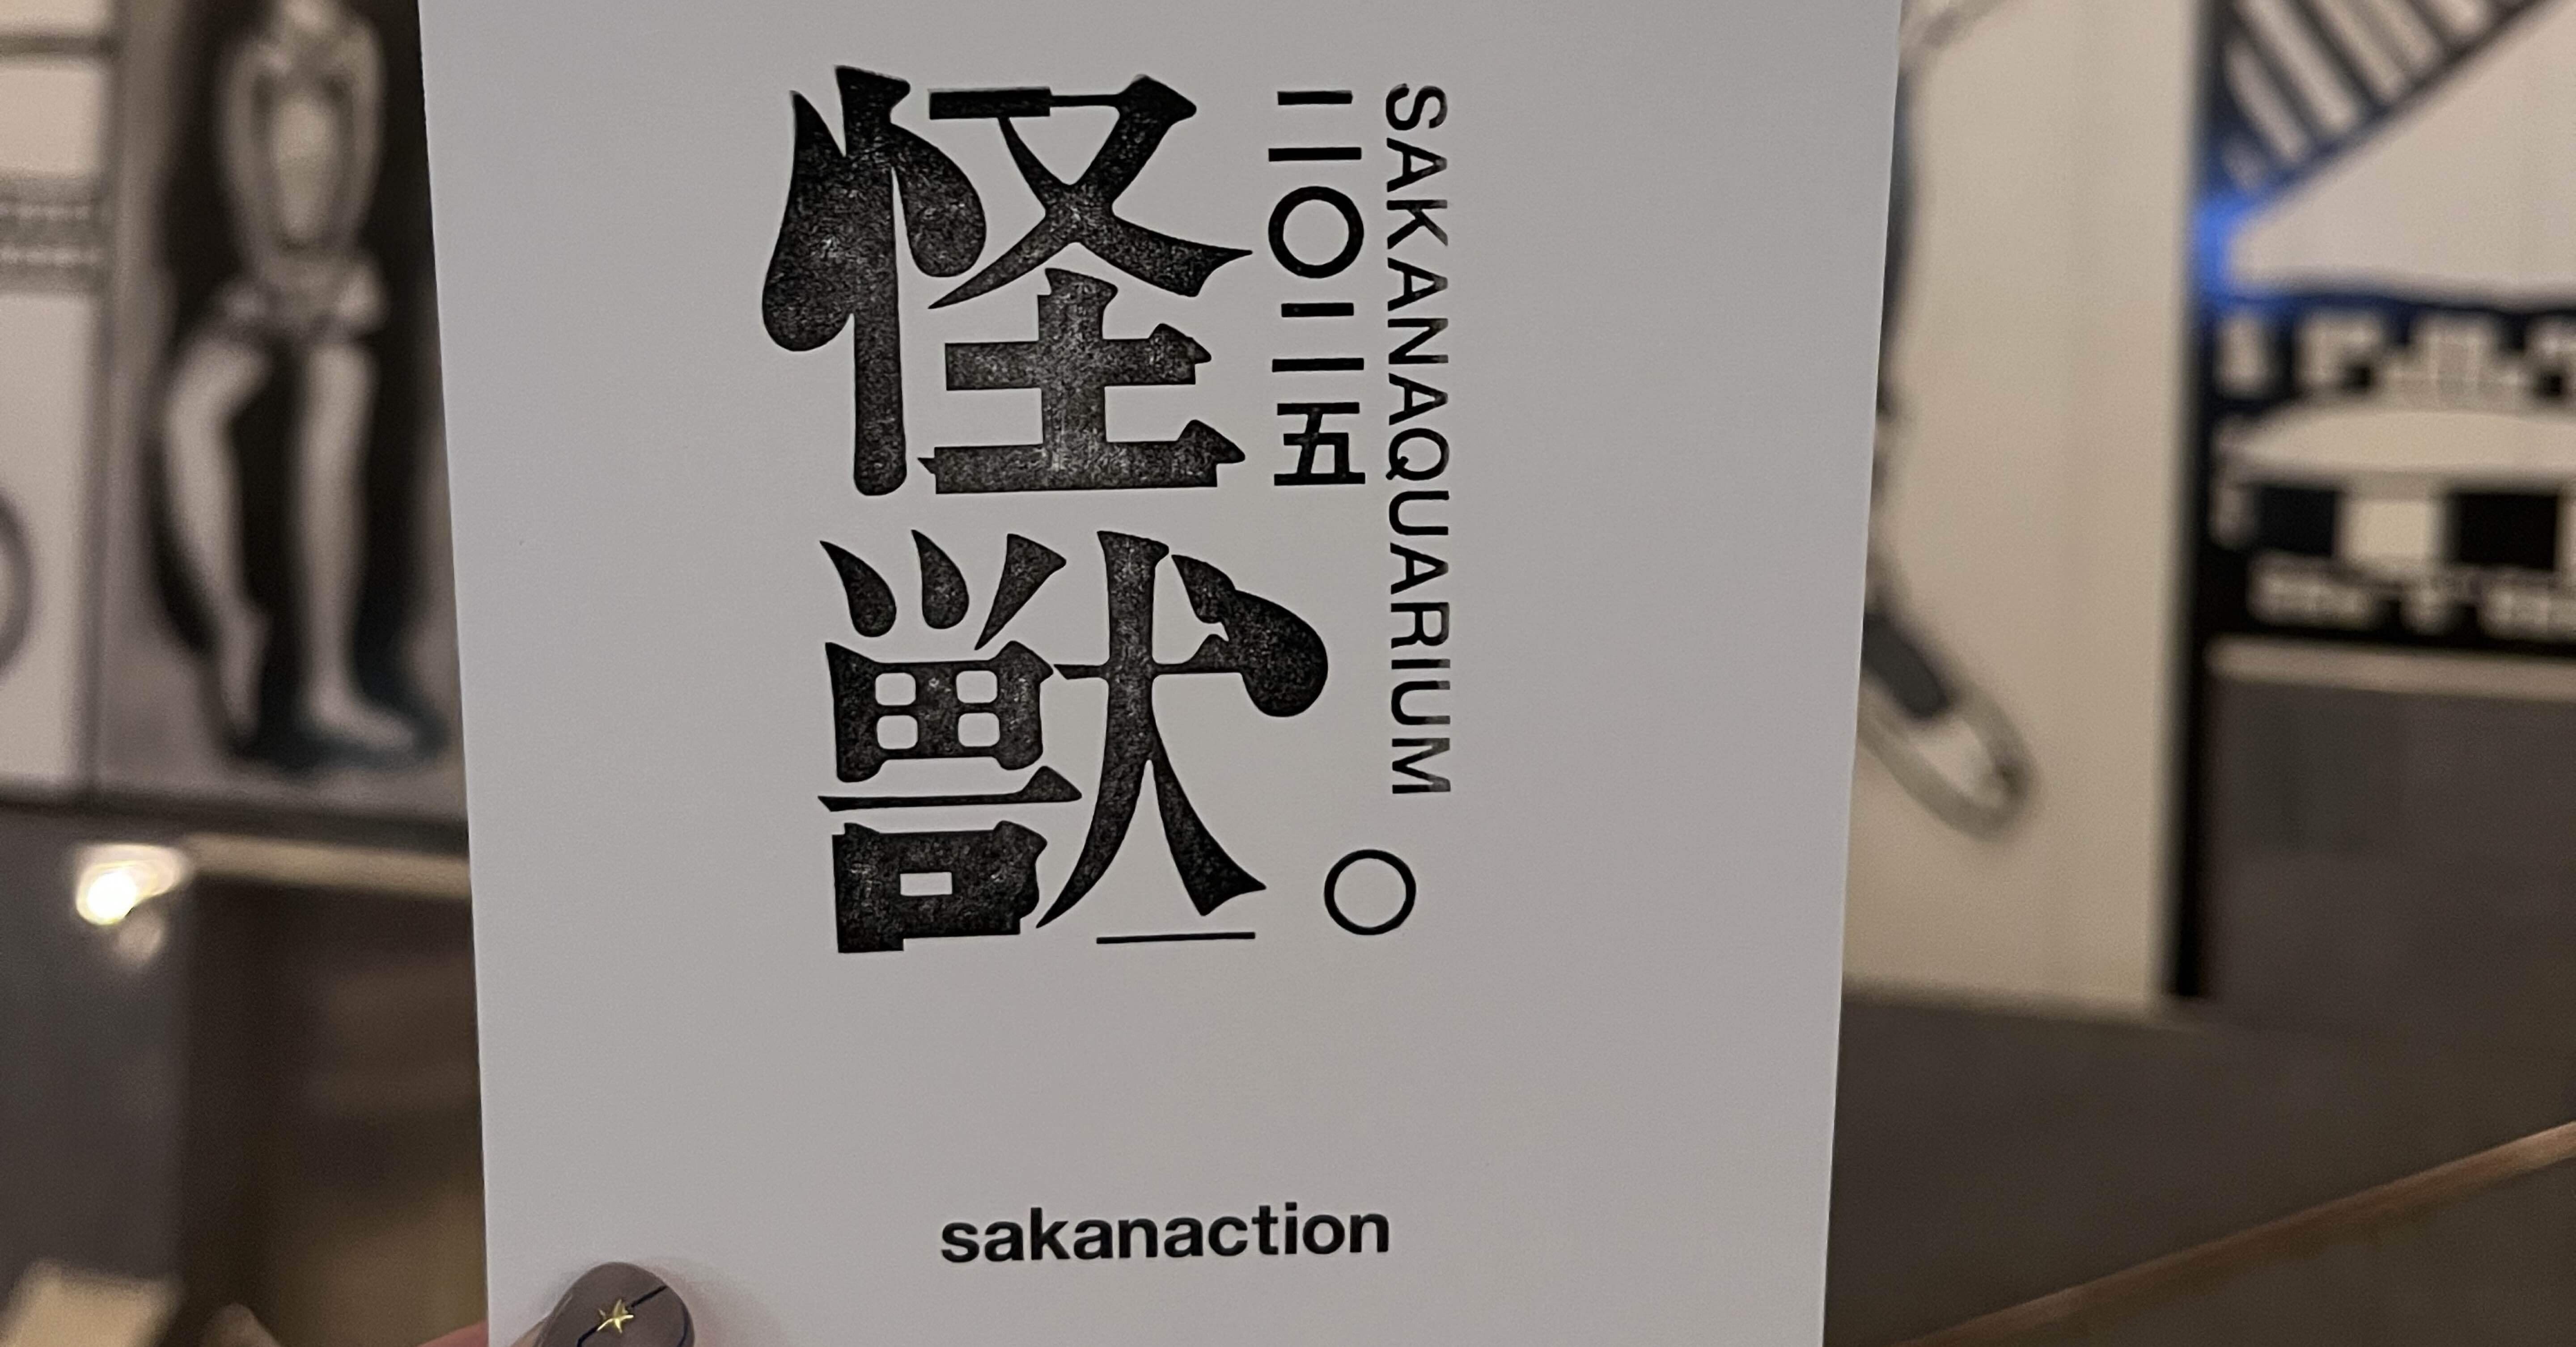 SAKANAQUARIUM
二〇二五
怪獣
sakanaction